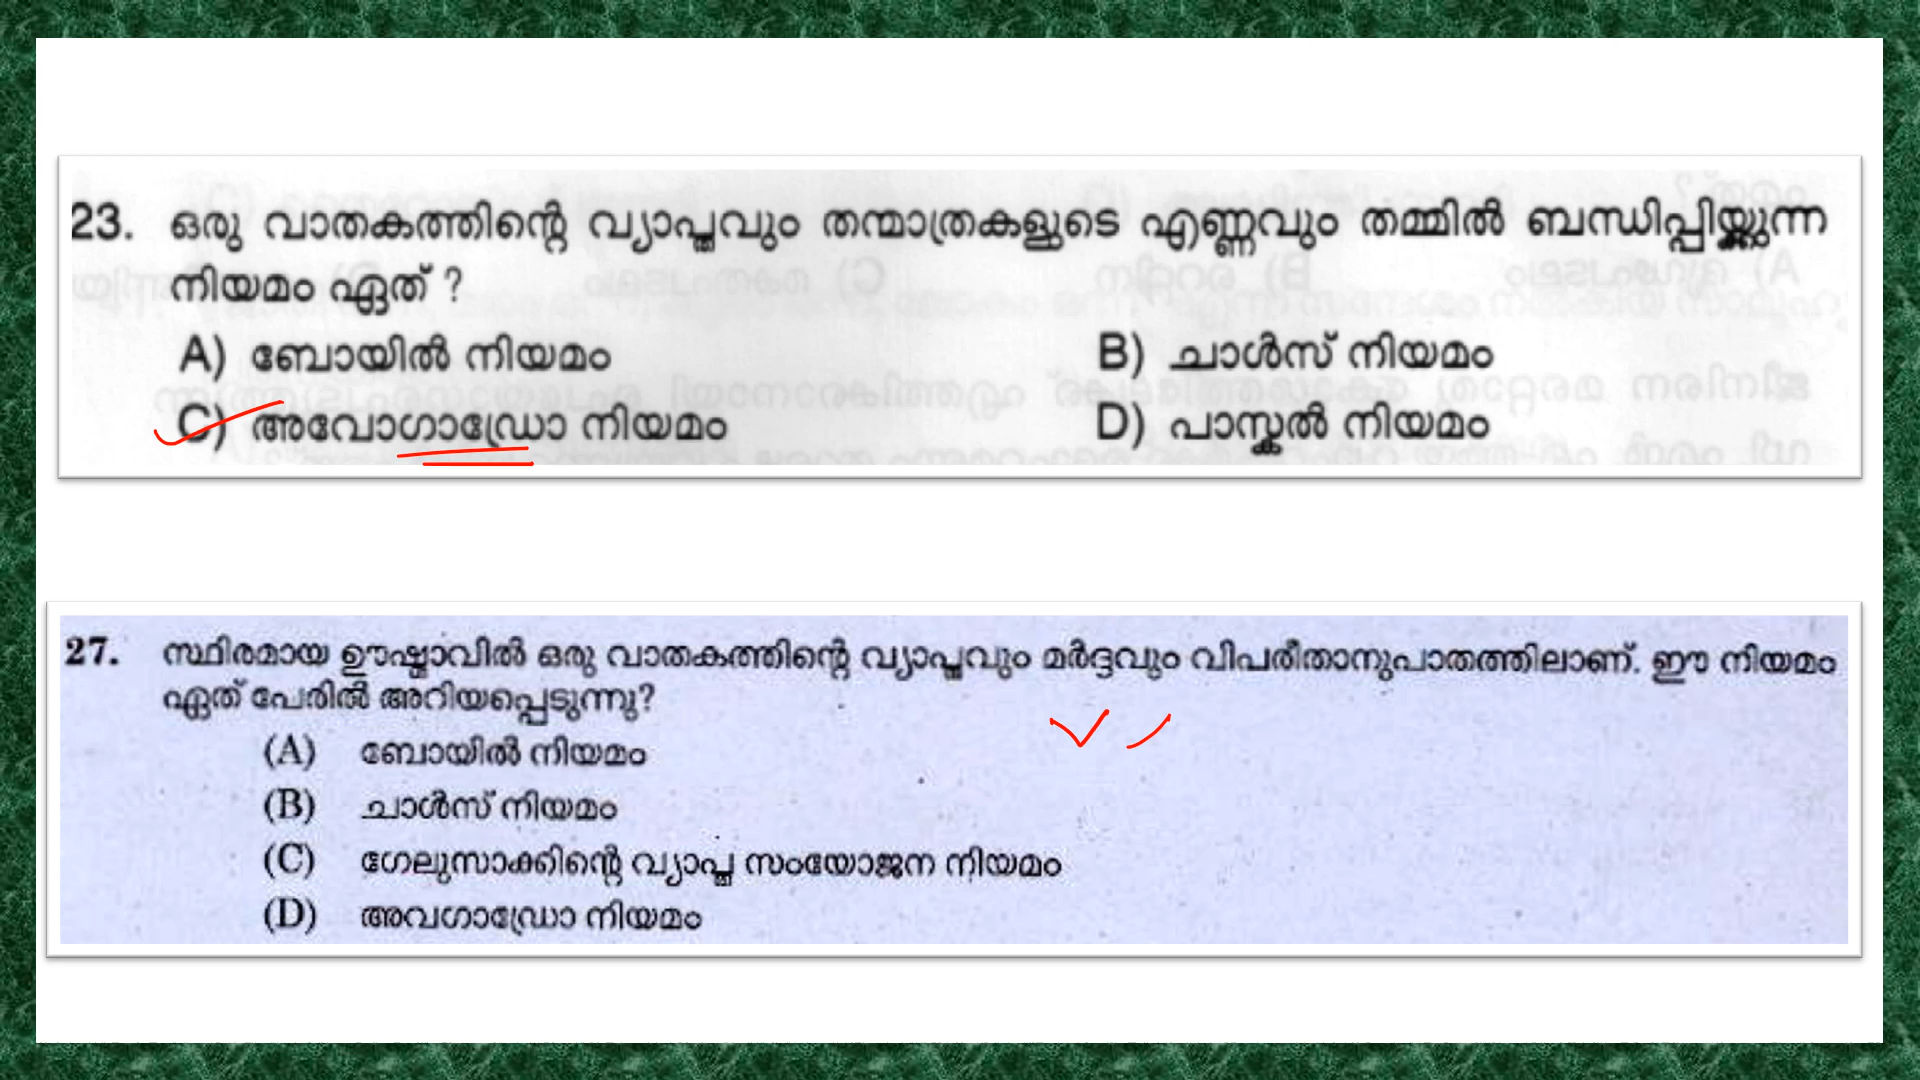 23. ഒരു വാതകത്തിന്റെ വ്യാപ്തവും തന്മാത്രകളുടെ എണ്ണവും തമ്മിൽ ബന്ധിപ്പിയ്ക്കുന്ന
നിയമം ഏത് ?
A) ബോയിൽ നിയമം B) ചാൾസ് നിയമം
C) അവോഗാഡ്രോ നിയമം D) പാസ്കൽ നിയമം
27. സ്ഥിരമായ ഊഷ്മാവിൽ ഒരു വാതകത്തിന്റെ വ്യാപ്തവും മർദ്ദവും വിപരീതാനുപാതത്തിലാണ്. ഈ നിയമം
ഏത് പേരിൽ അറിയപ്പെടുന്നു?
(A) ബോയിൽ നിയമം
(B) ചാൾസ് നിയമം
(C) ഗേലുസാക്കിന്റെ വ്യാപ്ത സംയോജന നിയമം
(D) അവഗാഡ്രോ നിയമം